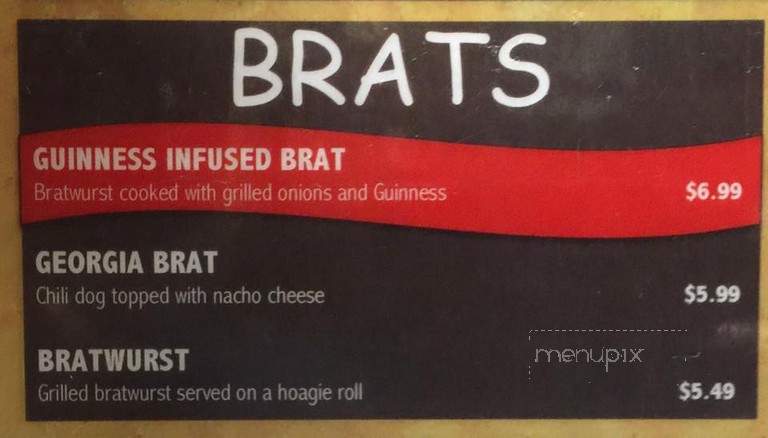 BRATS
GUINNESS INFUSED BRAT
Bratwurst cooked with grilled onions and Guinness $6.99
GEORGIA BRAT
Chili dog topped with nacho cheese $5.99
BRATWURST
menupix
Grilled bratwurst served on a hoagie roll $5.49